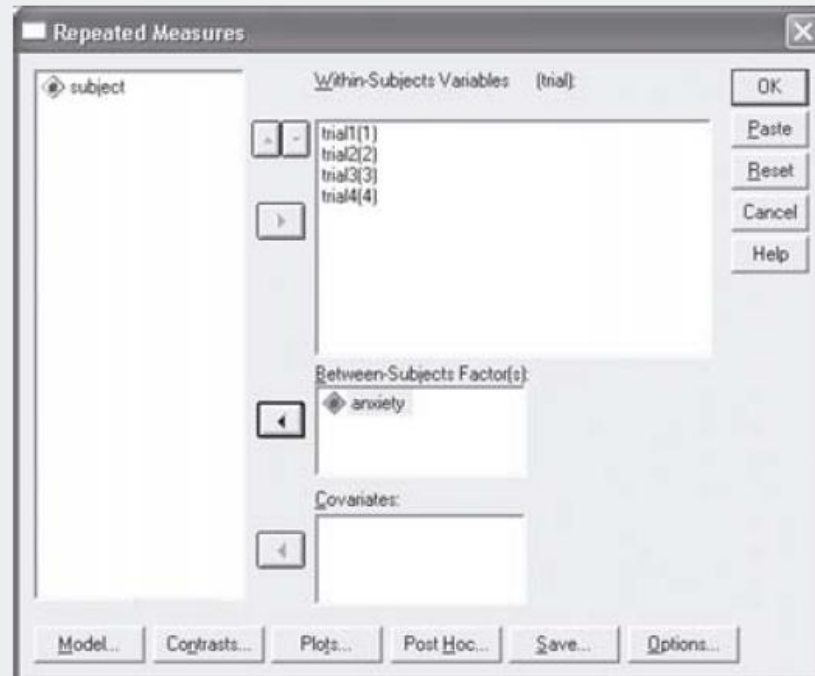 Repeated Measures
subject
Within-Subjects Variables (trial):
trial1(1)
trial2(2)
trial3(3)
trial4(4)
OK
Paste
Reset
Cancel
Help
Between-Subjects Factor(s):
anxiety
Covariates:
Model... Contrasts... Plots... Post Hoc... Save... Options...